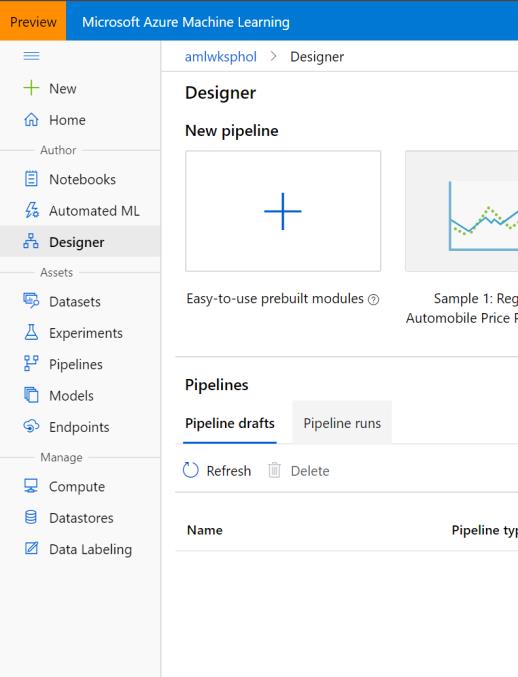 Preview
Microsoft Azure Machine Learning
New
Home
Author
Notebooks
Automated ML
Designer
Assets
Datasets
Experiments
Pipelines
Models
Endpoints
Manage
Compute
Datastores
Data Labeling
amlwksphol > Designer
Designer
New pipeline
Easy-to-use prebuilt modules
Sample 1: Reg
Automobile Price P
Pipelines
Pipeline drafts
Pipeline runs
Refresh
Delete
Name
Pipeline typ